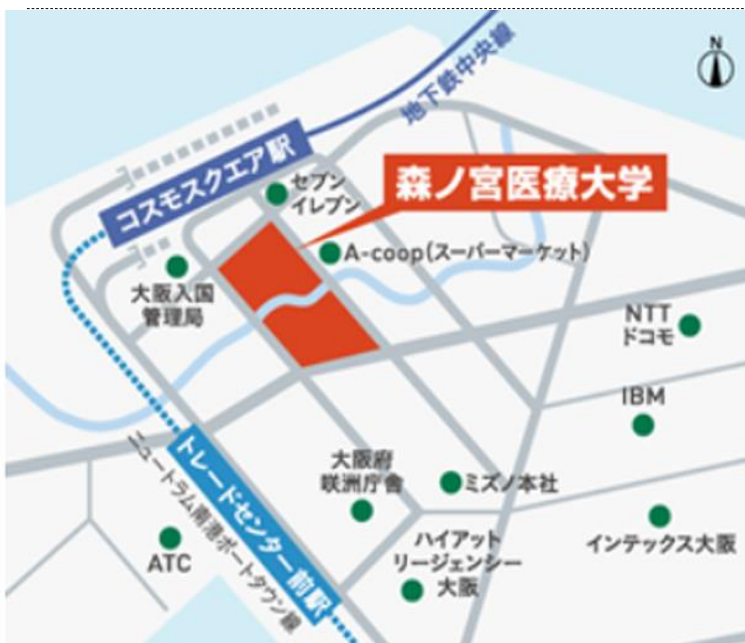 N
地下鉄中央線
コスモスクエア駅
セブン
イレブン
森ノ宮医療大学
A-coop(スーパーマーケット)
大阪入国
管理局
NTT
ドコモ
IBM
トレードセンター前駅
ニュートラム南港ポートタウン線
大阪府
咲洲庁舎
ミズノ本社
ATC
ハイアット
リージェンシー
大阪
インテックス大阪